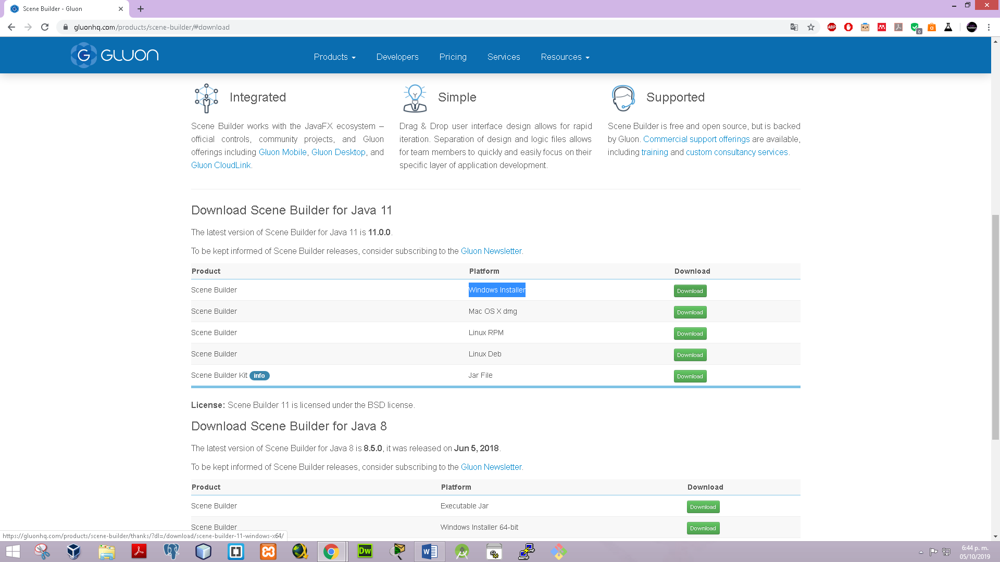 Scene Builder - Gluon
gluonhq.com/products/scene-builder/#download
ABP
0
a
G GLUON
Products
Developers
Pricing
Services
Resources
Integrated
Scene Builder works with the JavaFX ecosystem –
official controls, community projects, and Gluon
offerings including Gluon Mobile, Gluon Desktop, and
Gluon CloudLink.
Simple
Drag & Drop user interface design allows for rapid
iteration. Separation of design and logic files allows
for team members to quickly and easily focus on their
specific layer of application development.
Supported
Scene Builder is free and open source, but is backed
by Gluon. Commercial support offerings are available,
including training and custom consultancy services.
Download Scene Builder for Java 11
The latest version of Scene Builder for Java 11 is 11.0.0.
To be kept informed of Scene Builder releases, consider subscribing to the Gluon Newsletter.
Product Platform Download
Scene Builder Windows Installer Download
Scene Builder Mac OS X dmg Download
Scene Builder Linux RPM Download
Scene Builder Linux Deb Download
Scene Builder Kit info Jar File Download
License: Scene Builder 11 is licensed under the BSD license.
Download Scene Builder for Java 8
The latest version of Scene Builder for Java 8 is 8.5.0, it was released on Jun 5, 2018.
To be kept informed of Scene Builder releases, consider subscribing to the Gluon Newsletter.
Product Platform Download
Scene Builder Executable Jar Download
Scene Builder Windows Installer 64-bit Download
https://gluonhq.com/products/scene-builder/thanks/?dl=/download/scene-builder-11-windows-x64/
Dw
W
6:44 p. m.
05/10/2019